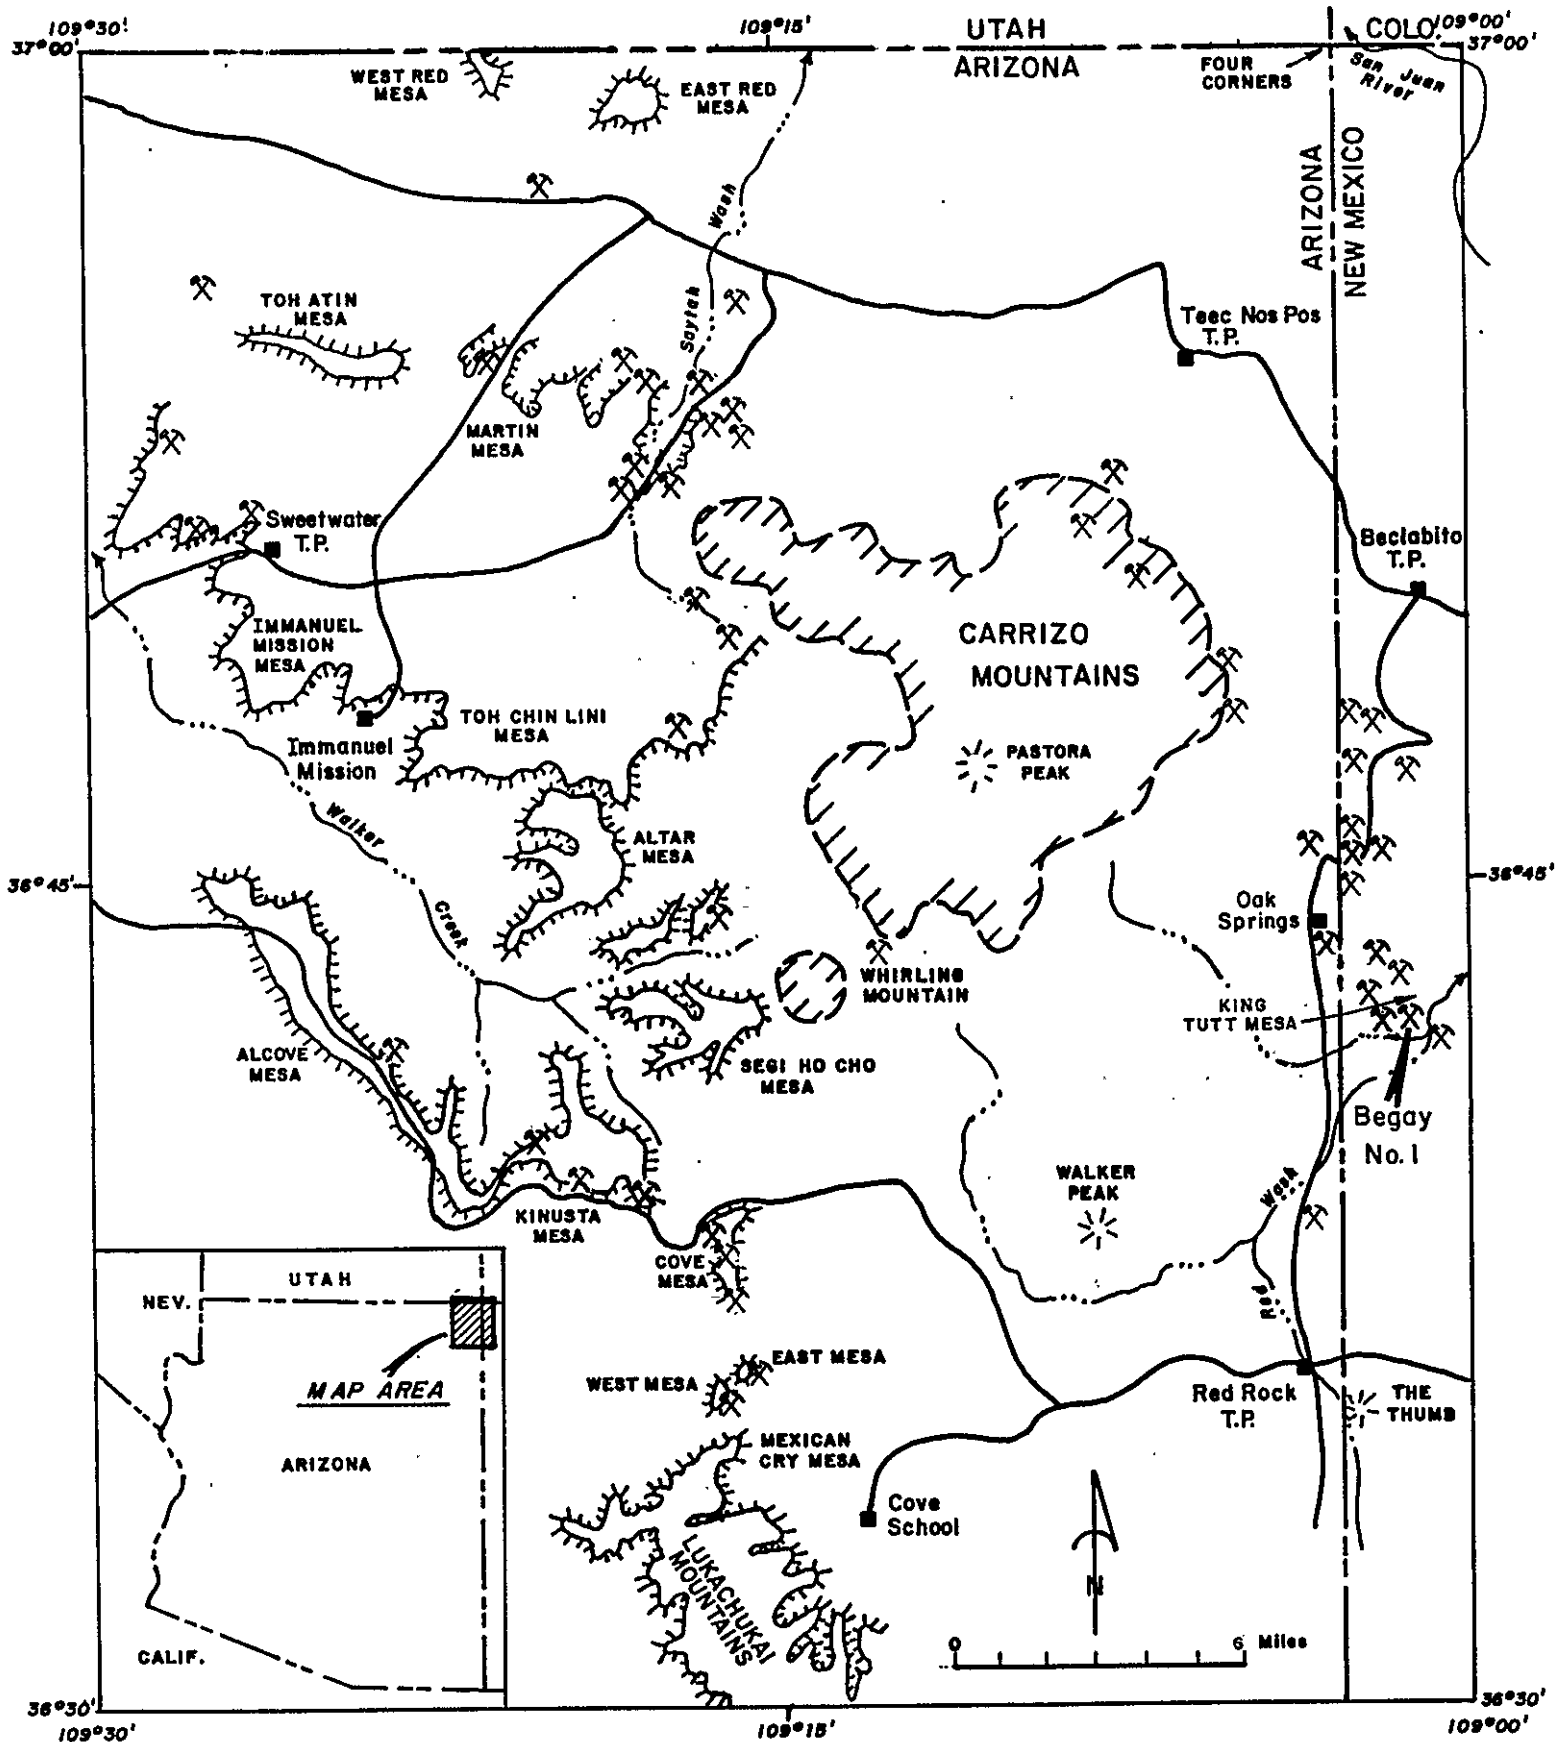 109°30'
109°15'
UTAH
COLO.
109°00'
37°00'
37°00'
ARIZONA
FOUR
CORNERS
San Juan
River
WEST RED
MESA
EAST RED
MESA
ARIZONA
NEW MEXICO
Wash
Saytah
TOH ATIN
MESA
Teec Nos Pos
T.P.
MARTIN
MESA
Sweetwater
T.P.
Beclabito
T.P.
IMMANUEL
MISSION
MESA
CARRIZO
MOUNTAINS
TOH CHIN LINI
MESA
Immanuel
Mission
PASTORA
PEAK
Walker
Creek
ALTAR
MESA
36°45'
36°45'
Oak
Springs
WHIRLING
MOUNTAIN
KING
TUTT MESA
ALCOVE
MESA
SEGI HO CHO
MESA
Begay
No. 1
WALKER
PEAK
Wash
Red
KINUSTA
MESA
COVE
MESA
UTAH
NEV.
MAP AREA
ARIZONA
CALIF.
EAST MESA
WEST MESA
Red Rock
T.P.
THE
THUMB
MEXICAN
CRY MESA
Cove
School
LUKACHUKAI
MOUNTAINS
N
0
6 Miles
36°30'
36°30'
109°30'
109°15'
109°00'